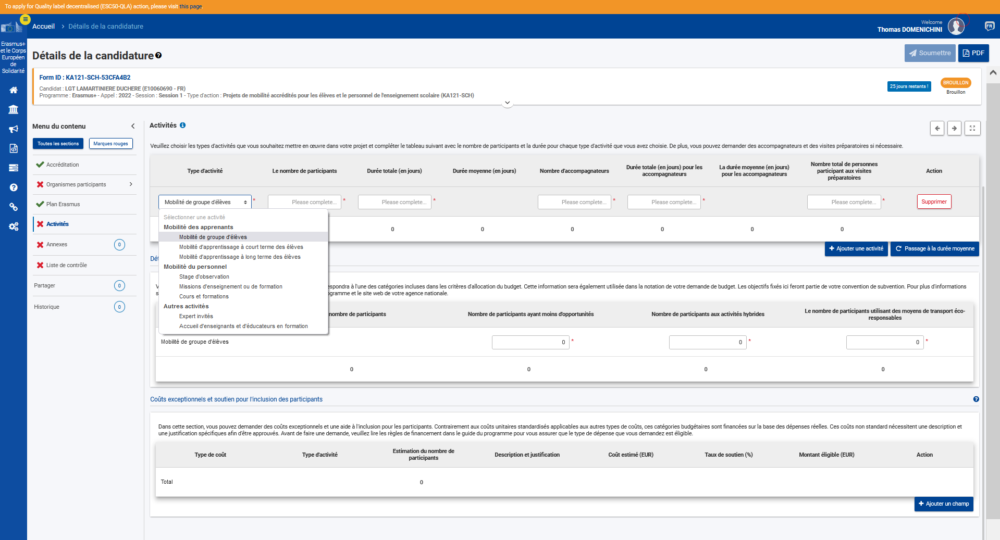 To apply for Quality label decentralised (ESC50-QLA) action, please visit this page.
Accueil > Détails de la candidature
Welcome
Thomas DOMENICHINI
FR
Erasmus+
et le Corps
Européen
de
Solidarité
Détails de la candidature
Soumettre
PDF
Form ID : KA121-SCH-53CFA4B2
Candidat : LGT LAMARTINIERE DUCHERE (E10060690 - FR)
Programme : Erasmus+ - Appel : 2022 - Session : Session 1 - Type d'action : Projets de mobilité accrédités pour les élèves et le personnel de l'enseignement scolaire (KA121-SCH)
25 jours restants !
BROUILLON
Brouillon
Menu du contenu
Toutes les sections
Marques rouges
Accréditation
Organismes participants
Plan Erasmus
Activités
Annexes 0
Liste de contrôle
Partager 0
Historique 0
Activités
Veuillez choisir les types d'activités que vous souhaitez mettre en œuvre dans votre projet et compléter le tableau suivant avec le nombre de participants et la durée pour chaque type d'activité que vous avez choisie. De plus, vous pouvez demander des accompagnateurs et des visites préparatoires si nécessaire.
Type d'activité
Le nombre de participants
Durée totale (en jours)
Durée moyenne (en jours)
Nombre d'accompagnateurs
Durée totale (en jours) pour les
accompagnateurs
La durée moyenne (en jours)
pour les accompagnateurs
Nombre total de personnes
participant aux visites
préparatoires
Action
Mobilité de groupe d'élèves *
Please complete... *
Please complete... *
Please complete... *
Please complete... *
Please complete... *
Supprimer
0 0 0 0 0 0
Sélectionner une activité
Mobilité des apprenants
Mobilité de groupe d'élèves
Mobilité d'apprentissage à court terme des élèves
Mobilité d'apprentissage à long terme des élèves
Mobilité du personnel
Stage d'observation
Missions d'enseignement ou de formation
Cours et formations
Autres activités
Expert invités
Accueil d'enseignants et d'éducateurs en formation
Ajouter une activité
Passage à la durée moyenne
Dét
spondra à l'une des catégories incluses dans les critères d'allocation du budget. Cette information sera également utilisée dans la notation de votre demande de budget. Les objectifs fixés ici feront partie de votre convention de subvention. Pour plus d'informations
ogramme et le site web de votre agence nationale.
nombre de participants
Nombre de participants ayant moins d'opportunités
Nombre de participants aux activités hybrides
Le nombre de participants utilisant des moyens de transport éco-
responsables
Mobilité de groupe d'élèves
0 *
0 *
0 *
0 0 0 0
Coûts exceptionnels et soutien pour l'inclusion des participants
Dans cette section, vous pouvez demander des coûts exceptionnels et une aide à l'inclusion pour les participants. Contrairement aux coûts unitaires standardisés applicables aux autres types de coûts, ces catégories budgétaires sont financées sur la base des dépenses réelles. Ces coûts non standard nécessitent une description et
une justification spécifiques afin d'être approuvés. Avant de faire une demande, veuillez lire les règles de financement dans le guide du programme pour vous assurer que le type de dépense que vous demandez est éligible.
Type de coût
Type d'activité
Estimation du nombre de
participants
Description et justification
Coût estimé (EUR)
Taux de soutien (%)
Montant éligible (EUR)
Action
Total 0
Ajouter un champ